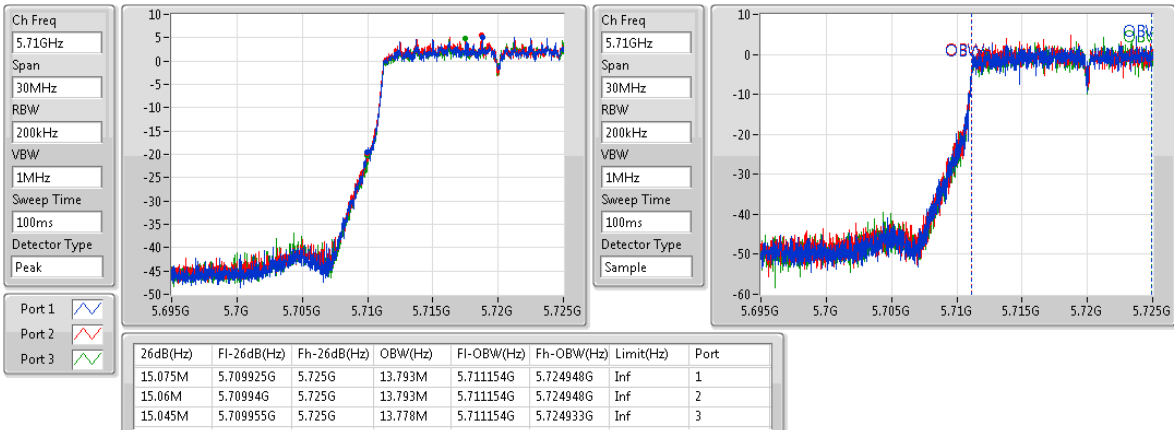 Ch Freq
5.71GHz
Span
30MHz
RBW
200kHz
VBW
1MHz
Sweep Time
100ms
Detector Type
Peak
10
5
0
-5
-10
-15
-20
-25
-30
-35
-40
-45
-50
5.695G 5.7G 5.705G 5.71G 5.715G 5.72G 5.725G
Ch Freq
5.71GHz
Span
30MHz
RBW
200kHz
VBW
1MHz
Sweep Time
100ms
Detector Type
Sample
10
0
-10
-20
-30
-40
-50
-60
OBW
5.695G 5.7G 5.705G 5.71G 5.715G 5.72G 5.725G
Port 1
Port 2
Port 3
26dB(Hz) Fl-26dB(Hz) Fh-26dB(Hz) OBW(Hz) Fl-OBW(Hz) Fh-OBW(Hz) Limit(Hz) Port
15.075M 5.709925G 5.725G 13.793M 5.711154G 5.724948G Inf 1
15.06M 5.70994G 5.725G 13.793M 5.711154G 5.724948G Inf 2
15.045M 5.709955G 5.725G 13.778M 5.711154G 5.724933G Inf 3